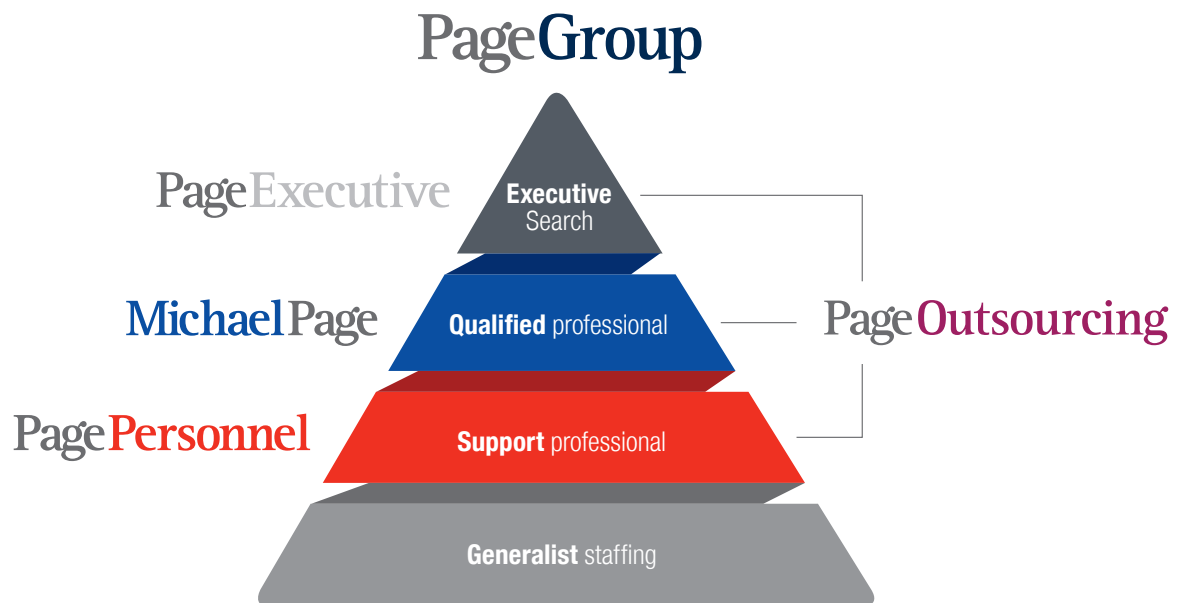 PageGroup
PageExecutive
Executive
Search
MichaelPage
Qualified professional
PageOutsourcing
PagePersonnel
Support professional
Generalist staffing